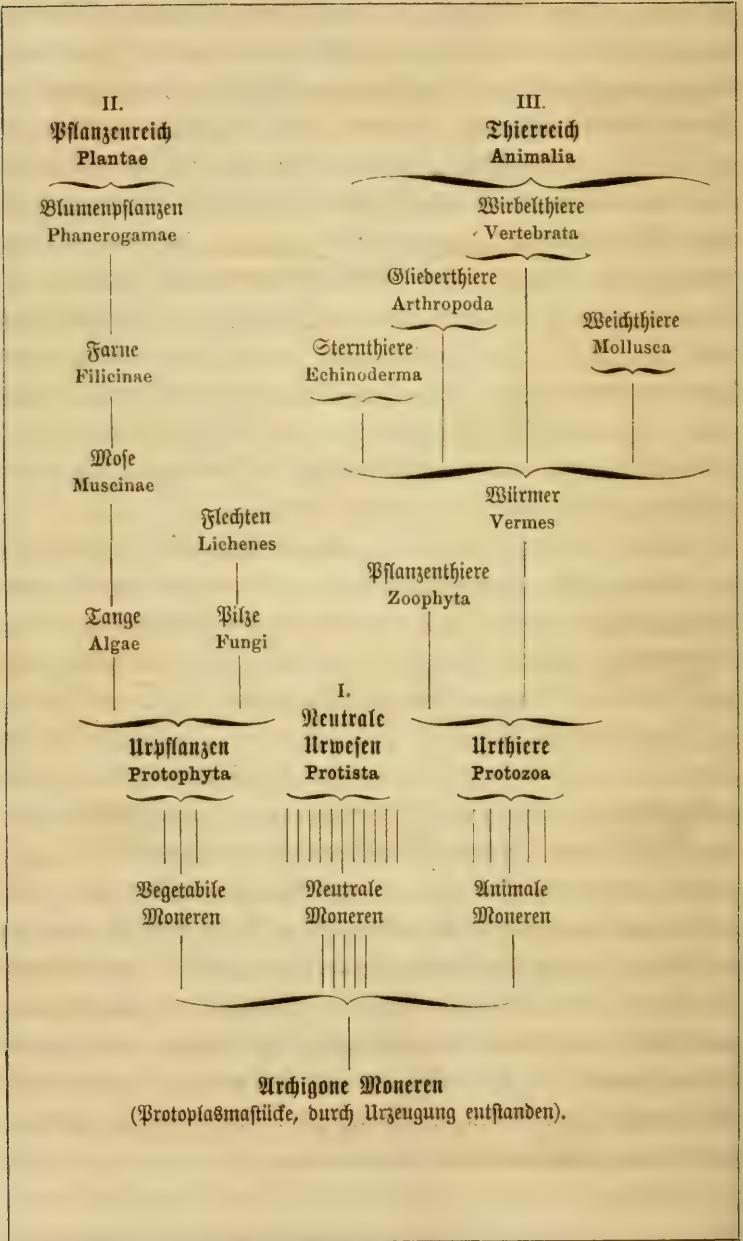 II.
Pflanzenreich
Plantae
Blumenpflanzen
Phanerogamae
Farne
Filicinae
Mose
Muscinae
Flechten
Lichenes
Tange
Algae
Pilze
Fungi
Urpflanzen
Protophyta
Vegetabile
Moneren
I.
Neutrale
Urwesen
Protista
Neutrale
Moneren
III.
Thierreich
Animalia
Wirbelthiere
Vertebrata
Gliederthiere
Arthropoda
Weichthiere
Mollusca
Sternthiere
Echinoderma
Würmer
Vermes
Pflanzenthiere
Zoophyta
Urthiere
Protozoa
Animale
Moneren
Archigone Moneren
(Protoplasmastücke, durch Urzeugung entstanden).